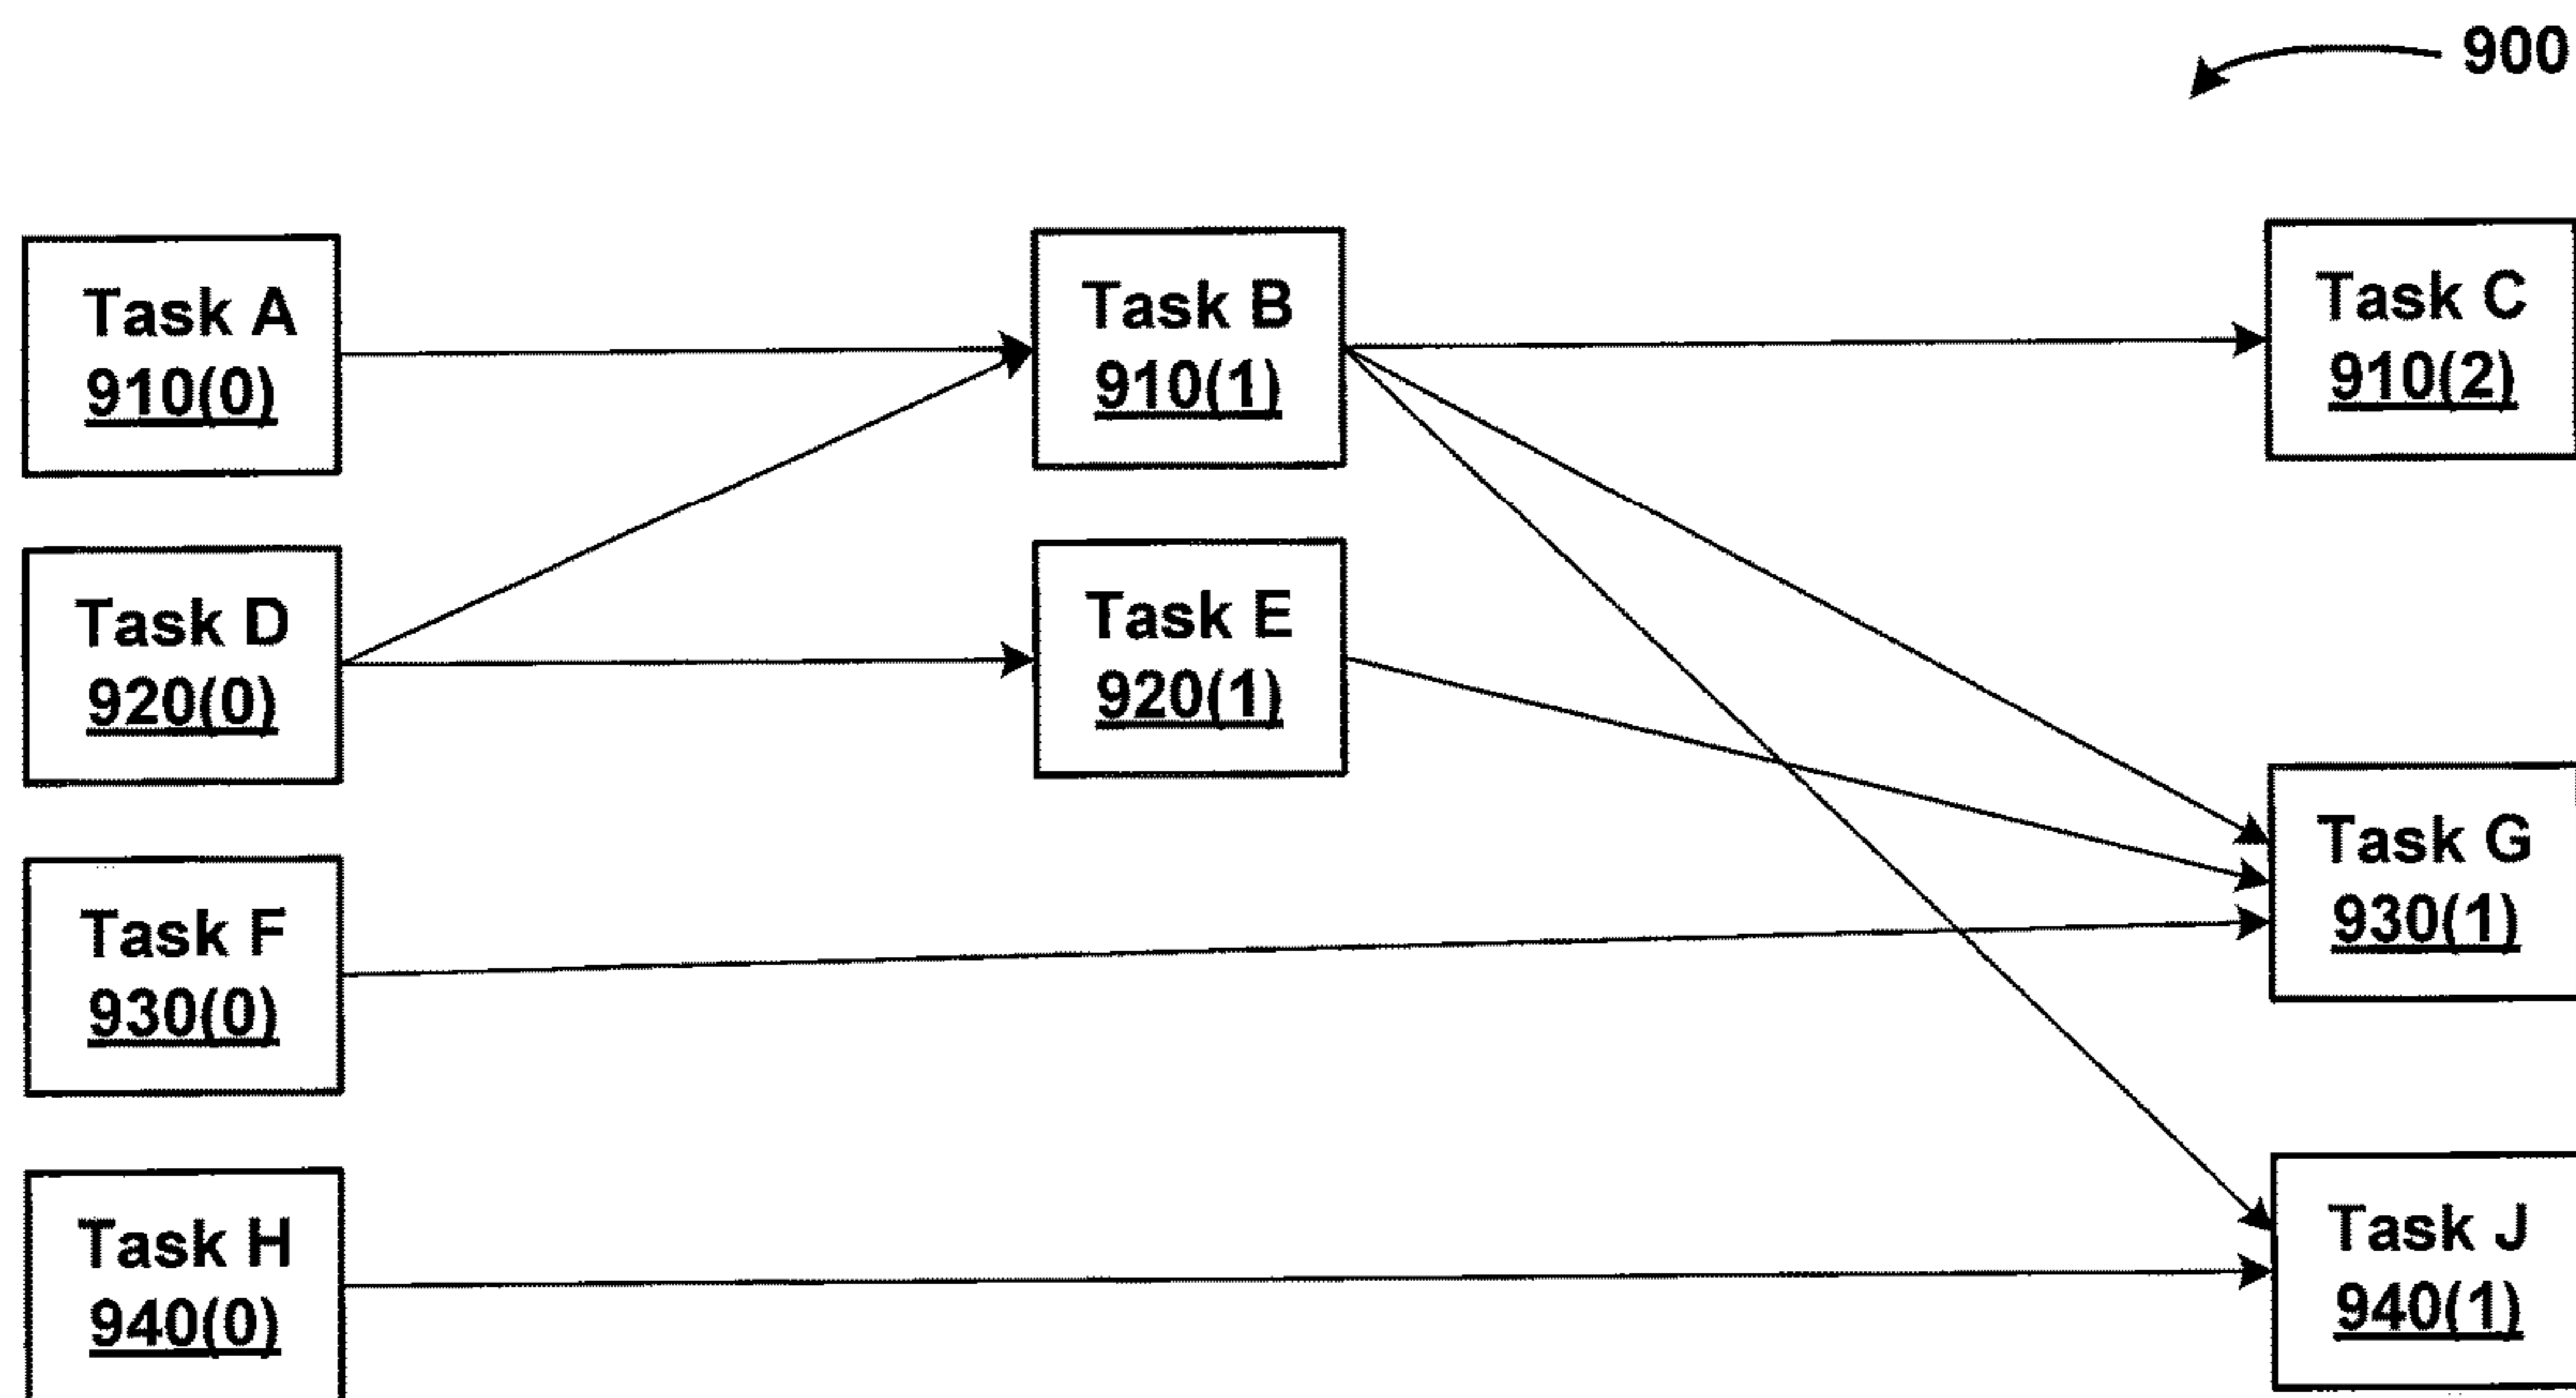 900
Task A
910(0)
Task B
910(1)
Task C
910(2)
Task D
920(0)
Task E
920(1)
Task G
930(1)
Task F
930(0)
Task H
940(0)
Task J
940(1)